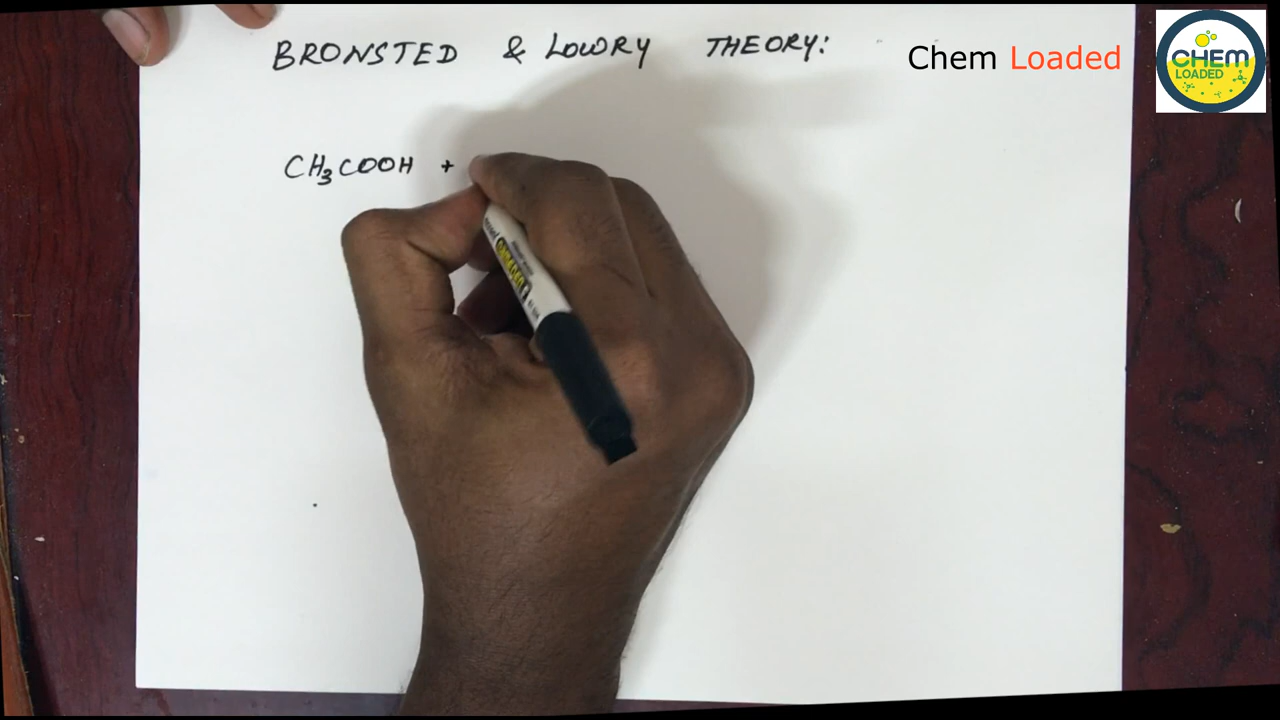 BRONSTED & LOWRY THEORY:
Chem Loaded
CHEM
LOADED
CH₃COOH +